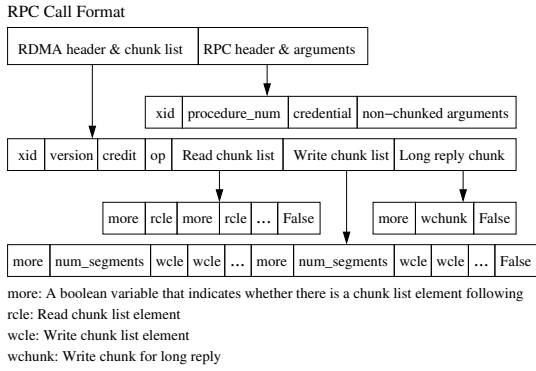 RPC Call Format
RDMA header & chunk list RPC header & arguments
xid procedure_num credential non−chunked arguments
xid version credit op Read chunk list Write chunk list Long reply chunk
more rcle more rcle ... False more wchunk False
more num_segments wcle wcle ... more num_segments wcle wcle ... False
more: A boolean variable that indicates whether there is a chunk list element following
rcle: Read chunk list element
wcle: Write chunk list element
wchunk: Write chunk for long reply